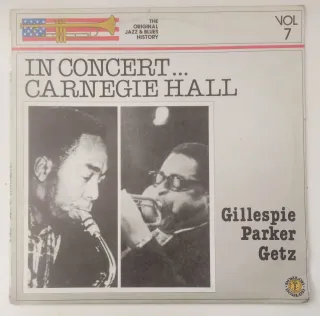 THE
ORIGINAL
JAZZ & BLUES
HISTORY
VOL
7
IN CONCERT...
CARNEGIE HALL
Gillespie
Parker
Getz